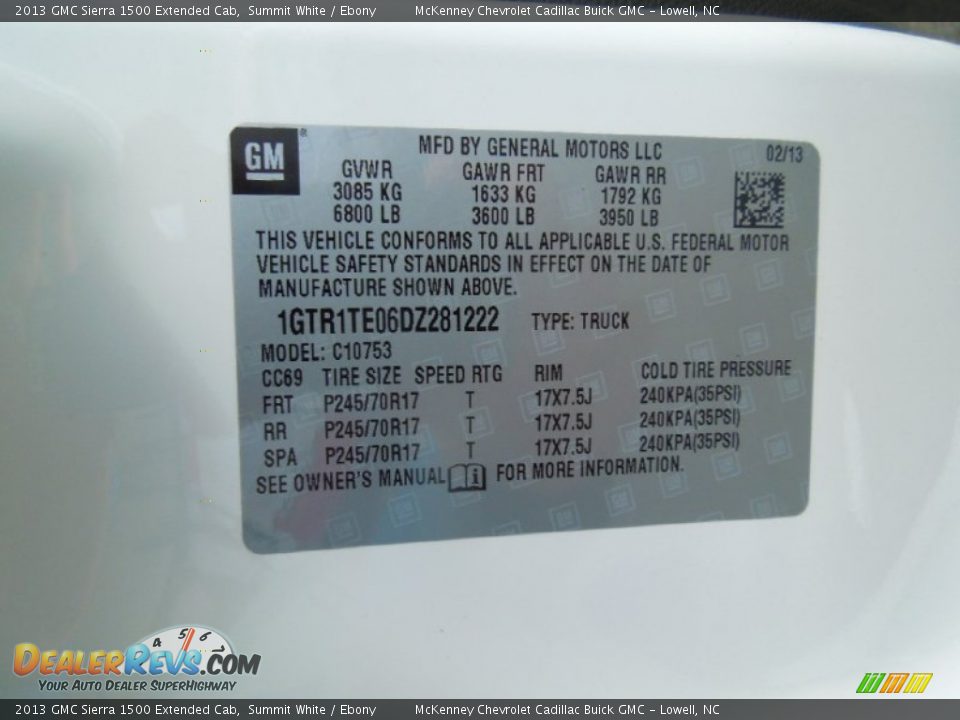 2013 GMC Sierra 1500 Extended Cab, Summit White / Ebony McKenney Chevrolet Cadillac Buick GMC - Lowell, NC
GM
MFD BY GENERAL MOTORS LLC 02/13
GVWR GAWR FRT GAWR RR
3085 KG 1633 KG 1792 KG
6800 LB 3600 LB 3950 LB
THIS VEHICLE CONFORMS TO ALL APPLICABLE U.S. FEDERAL MOTOR
VEHICLE SAFETY STANDARDS IN EFFECT ON THE DATE OF
MANUFACTURE SHOWN ABOVE.
1GTR1TE06DZ281222 TYPE: TRUCK
MODEL: C10753
CC69 TIRE SIZE SPEED RTG RIM COLD TIRE PRESSURE
FRT P245/70R17 T 17X7.5J 240KPA(35PSI)
RR P245/70R17 T 17X7.5J 240KPA(35PSI)
SPA P245/70R17 T 17X7.5J 240KPA(35PSI)
SEE OWNER'S MANUAL i FOR MORE INFORMATION.
4 5 6 7
DEALERREVS.COM
YOUR AUTO DEALER SUPERHIGHWAY
2013 GMC Sierra 1500 Extended Cab, Summit White / Ebony McKenney Chevrolet Cadillac Buick GMC - Lowell, NC